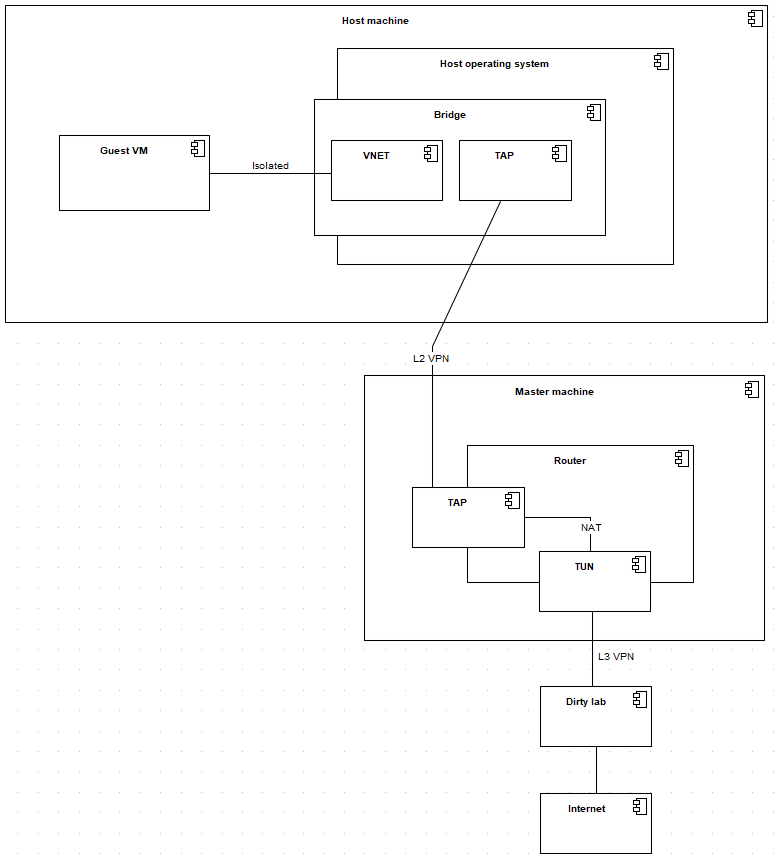 Host machine
Host operating system
Bridge
Guest VM
Isolated
VNET
TAP
L2 VPN
Master machine
Router
TAP
NAT
TUN
L3 VPN
Dirty lab
Internet